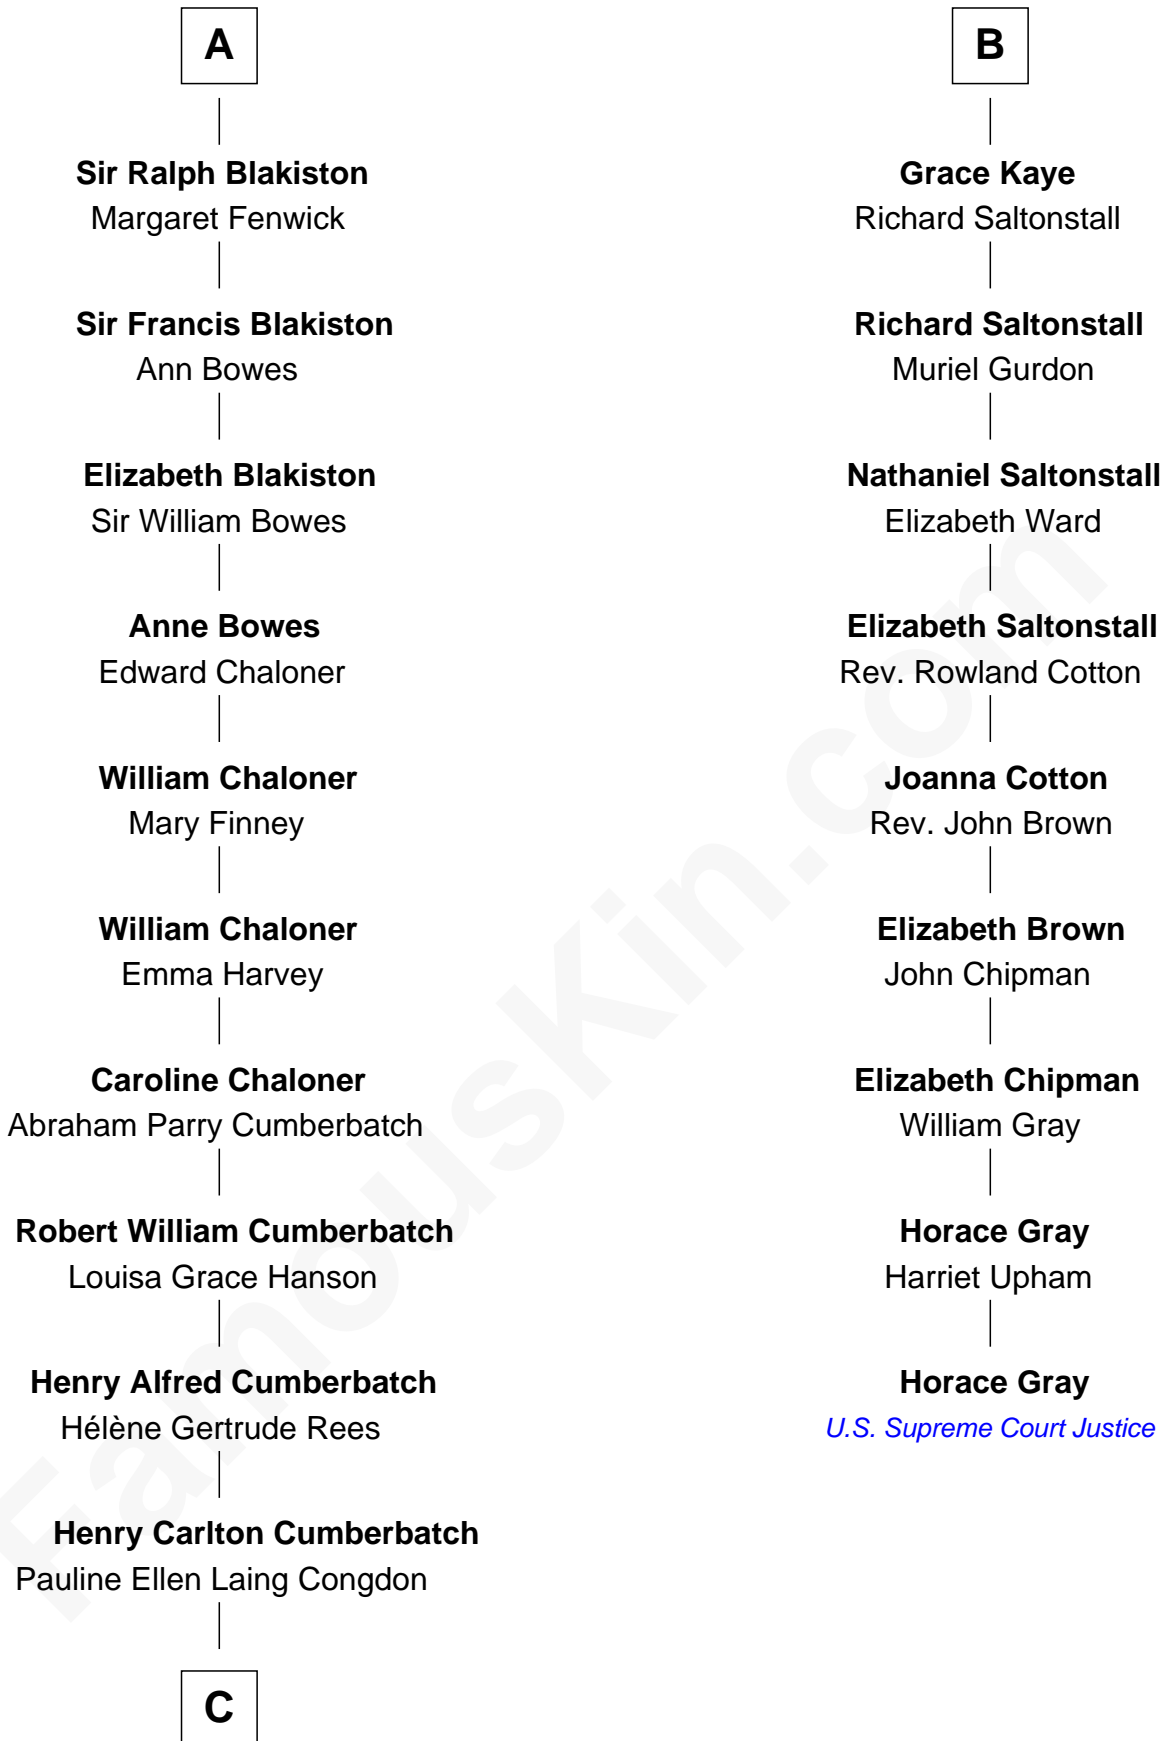 A
Sir Ralph Blakiston
Margaret Fenwick
Sir Francis Blakiston
Ann Bowes
Elizabeth Blakiston
Sir William Bowes
Anne Bowes
Edward Chaloner
William Chaloner
Mary Finney
William Chaloner
Emma Harvey
Caroline Chaloner
Abraham Parry Cumberbatch
Robert William Cumberbatch
Louisa Grace Hanson
Henry Alfred Cumberbatch
Hélène Gertrude Rees
Henry Carlton Cumberbatch
Pauline Ellen Laing Congdon
C
B
Grace Kaye
Richard Saltonstall
Richard Saltonstall
Muriel Gurdon
Nathaniel Saltonstall
Elizabeth Ward
Elizabeth Saltonstall
Rev. Rowland Cotton
Joanna Cotton
Rev. John Brown
Elizabeth Brown
John Chipman
Elizabeth Chipman
William Gray
Horace Gray
Harriet Upham
Horace Gray
U.S. Supreme Court Justice
FamousKin.com